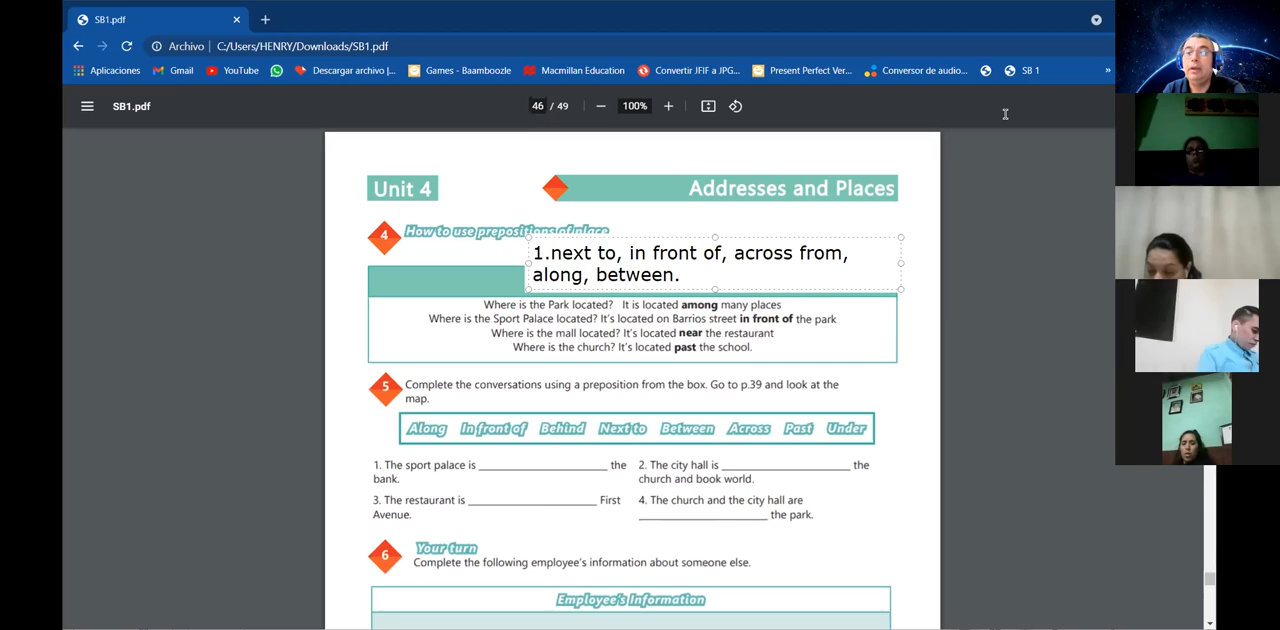 SB1.pdf
Archivo | C:/Users/HENRY/Downloads/SB1.pdf
Aplicaciones Gmail YouTube Descargar archivo |... Games - Baamboozle Macmillan Education Convertir JFIF a JPG... Present Perfect Ver... Conversor de audio... SB 1 »
SB1.pdf 46 / 49 100%
Unit 4 Addresses and Places
4 How to use prepositions of place
1.next to, in front of, across from,
along, between.
Where is the Park located? It is located among many places
Where is the Sport Palace located? It's located on Barrios street in front of the park
Where is the mall located? It's located near the restaurant
Where is the church? It's located past the school.
5 Complete the conversations using a preposition from the box. Go to p.39 and look at the
map.
Along In front of Behind Next to Between Across Past Under
1. The sport palace is ____________________ the
bank.
2. The city hall is ____________________ the
church and book world.
3. The restaurant is ____________________ First
Avenue.
4. The church and the city hall are
____________________ the park.
6 Your turn
Complete the following employee's information about someone else.
Employee's Information